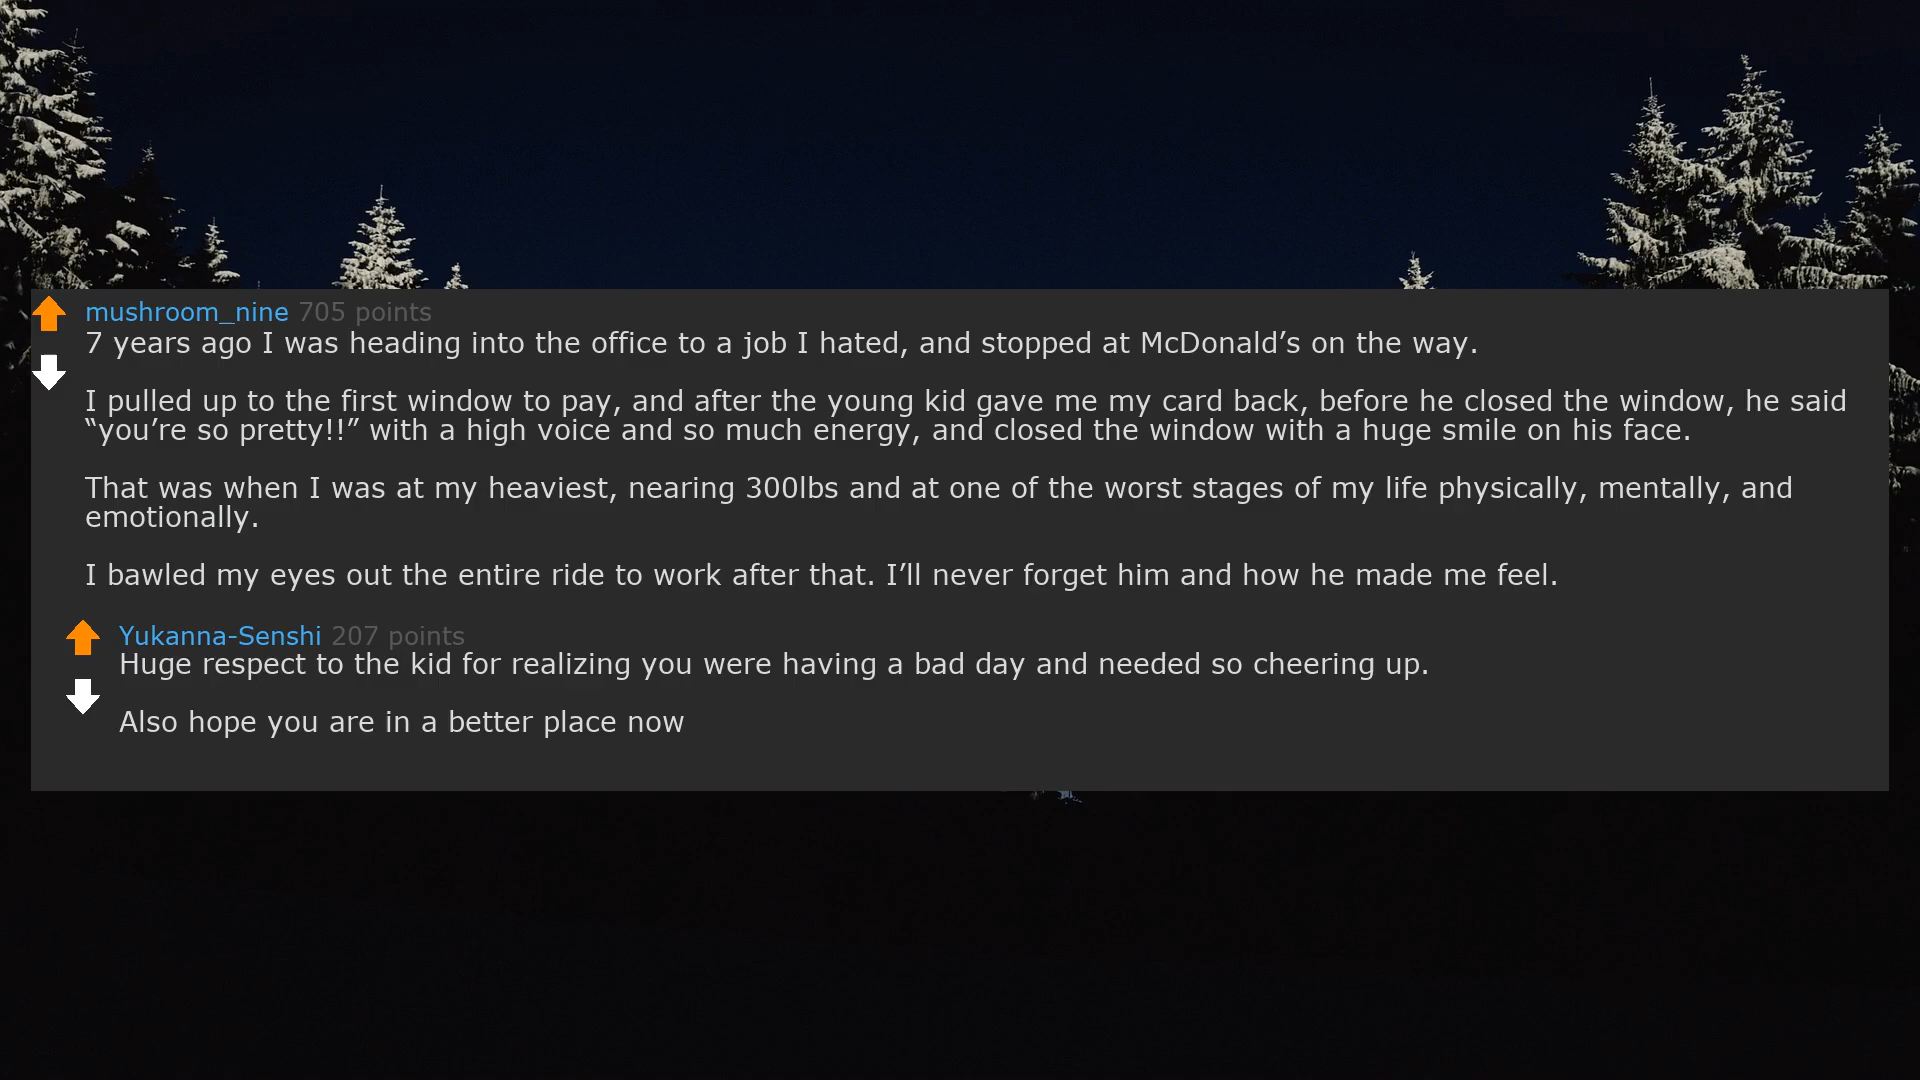 mushroom_nine 705 points
7 years ago I was heading into the office to a job I hated, and stopped at McDonald’s on the way.
I pulled up to the first window to pay, and after the young kid gave me my card back, before he closed the window, he said
“you’re so pretty!!” with a high voice and so much energy, and closed the window with a huge smile on his face.
That was when I was at my heaviest, nearing 300lbs and at one of the worst stages of my life physically, mentally, and
emotionally.
I bawled my eyes out the entire ride to work after that. I’ll never forget him and how he made me feel.
Yukanna-Senshi 207 points
Huge respect to the kid for realizing you were having a bad day and needed so cheering up.
Also hope you are in a better place now